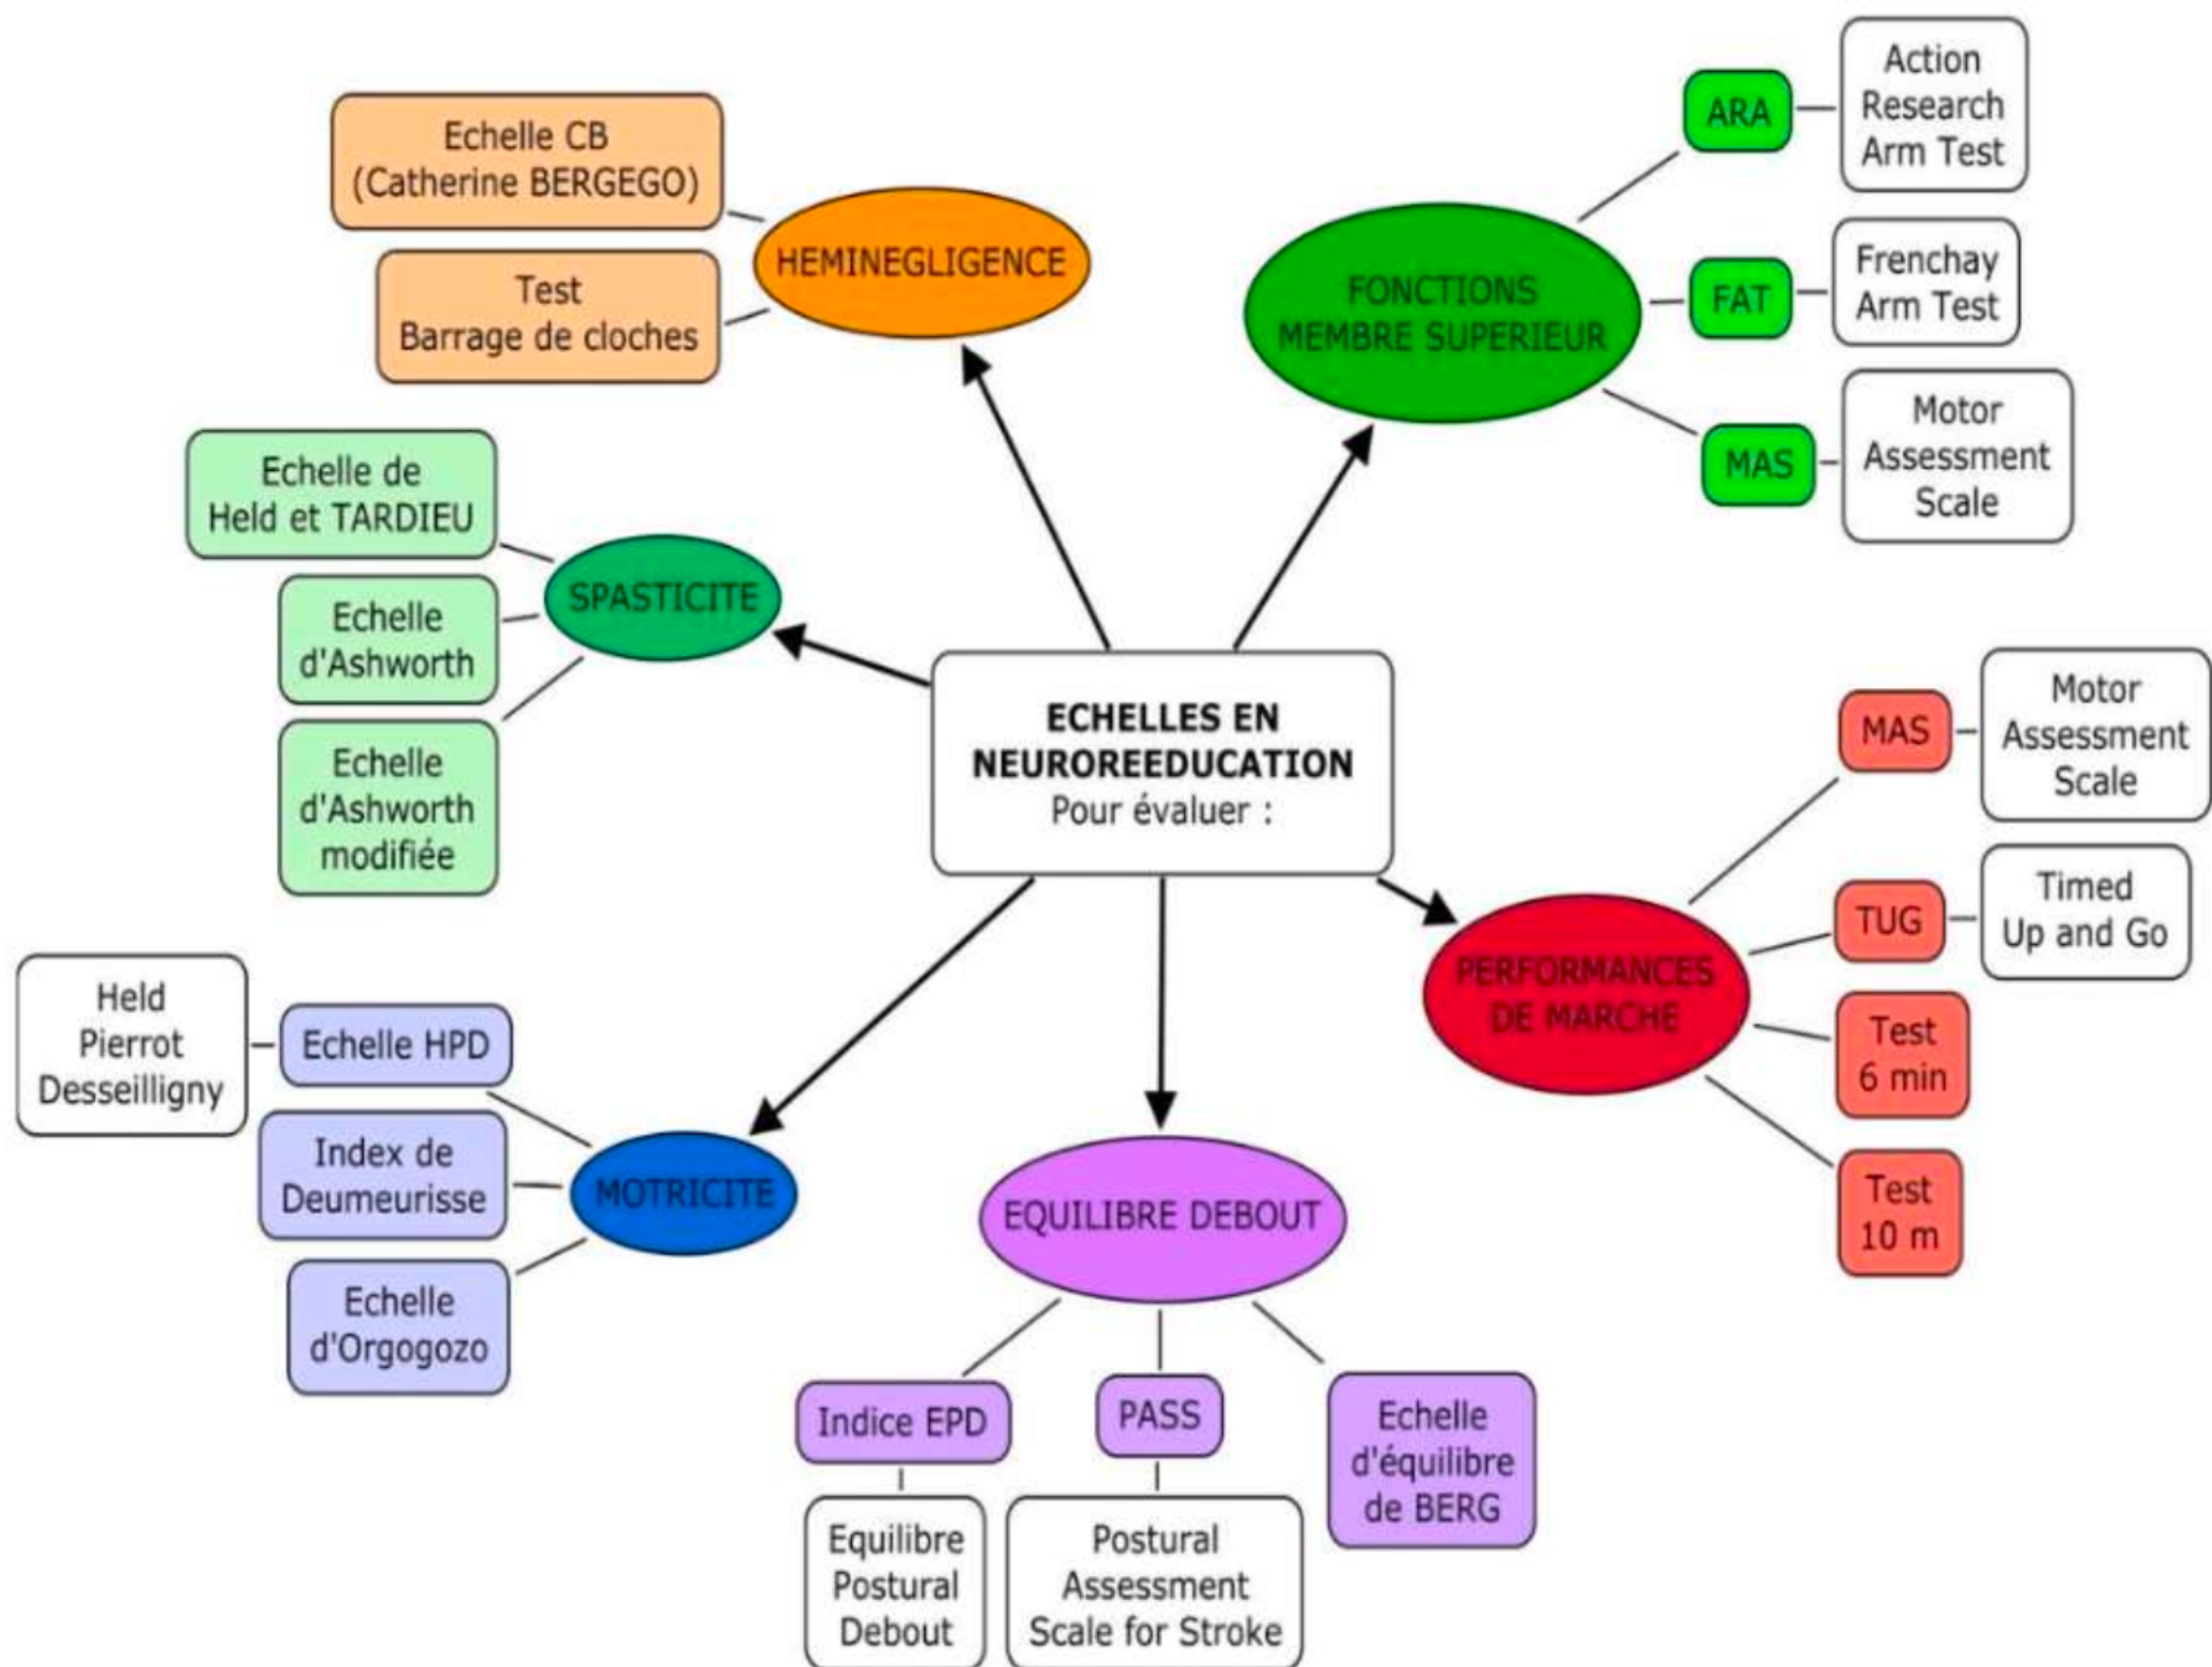 Echelle CB
(Catherine BERGEGO)
Test
Barrage de cloches
HEMINEGLIGENCE
FONCTIONS
MEMBRE SUPERIEUR
ARA
Action
Research
Arm Test
FAT
Frenchay
Arm Test
MAS
Motor
Assessment
Scale
Echelle de
Held et TARDIEU
Echelle
d'Ashworth
Echelle
d'Ashworth
modifiée
SPASTICITE
ECHELLES EN
NEUROREEDUCATION
Pour évaluer :
MAS
Motor
Assessment
Scale
TUG
Timed
Up and Go
PERFORMANCES
DE MARCHE
Test
6 min
Test
10 m
Held
Pierrot
Desseilligny
Echelle HPD
Index de
Deumeurisse
Echelle
d'Orgogozo
MOTRICITE
EQUILIBRE DEBOUT
Indice EPD
Equilibre
Postural
Debout
PASS
Postural
Assessment
Scale for Stroke
Echelle
d'équilibre
de BERG